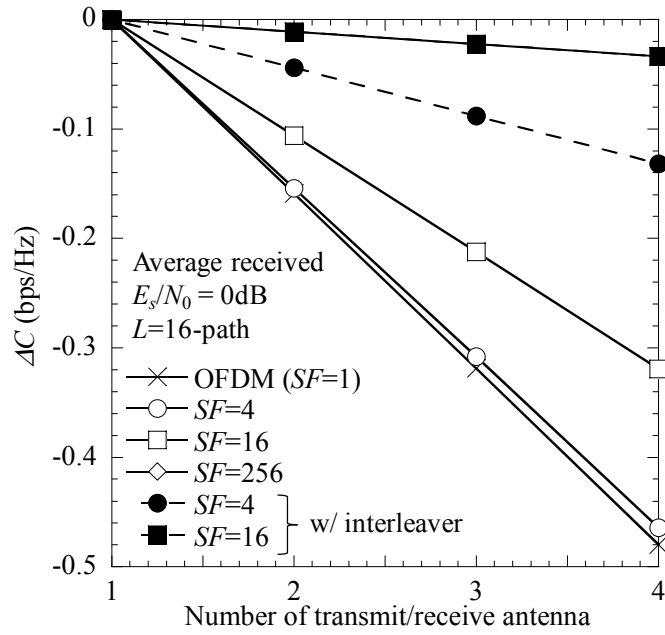 0
-0.1
-0.2
-0.3
-0.4
-0.5
ΔC (bps/Hz)
Average received
Es/N0 = 0dB
L=16-path
OFDM (SF=1)
SF=4
SF=16
SF=256
SF=4
SF=16
w/ interleaver
1 2 3 4
Number of transmit/receive antenna